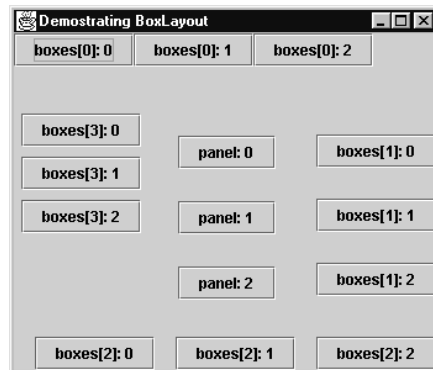 Demostrating BoxLayout
boxes[0]: 0 boxes[0]: 1 boxes[0]: 2
boxes[3]: 0
panel: 0 boxes[1]: 0
boxes[3]: 1
boxes[3]: 2 panel: 1 boxes[1]: 1
panel: 2 boxes[1]: 2
boxes[2]: 0 boxes[2]: 1 boxes[2]: 2